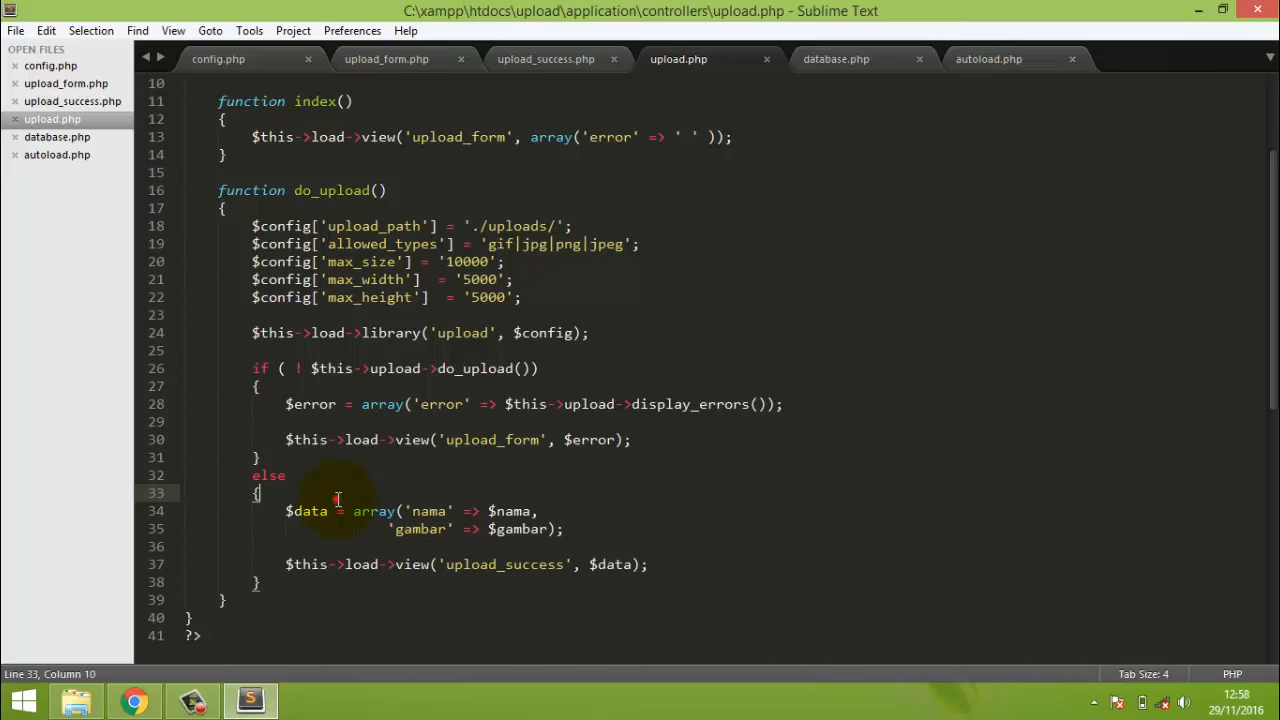 C:\xampp\htdocs\upload\application\controllers\upload.php - Sublime Text
File Edit Selection Find View Goto Tools Project Preferences Help
OPEN FILES
config.php
upload_form.php
upload_success.php
upload.php
database.php
autoload.php
config.php upload_form.php upload_success.php upload.php database.php autoload.php
10
11 function index()
12 {
13 $this->load->view('upload_form', array('error' => ' ' ));
14 }
15
16 function do_upload()
17 {
18 $config['upload_path'] = './uploads/';
19 $config['allowed_types'] = 'gif|jpg|png|jpeg';
20 $config['max_size'] = '10000';
21 $config['max_width']  = '5000';
22 $config['max_height']  = '5000';
23
24 $this->load->library('upload', $config);
25
26 if ( ! $this->upload->do_upload())
27 {
28 $error = array('error' => $this->upload->display_errors());
29
30 $this->load->view('upload_form', $error);
31 }
32 else
33 {
34 $data = array('nama' => $nama,
35 'gambar' => $gambar);
36
37 $this->load->view('upload_success', $data);
38 }
39 }
40 }
41 ?>
Line 33, Column 10 Tab Size: 4 PHP
12:58
29/11/2016